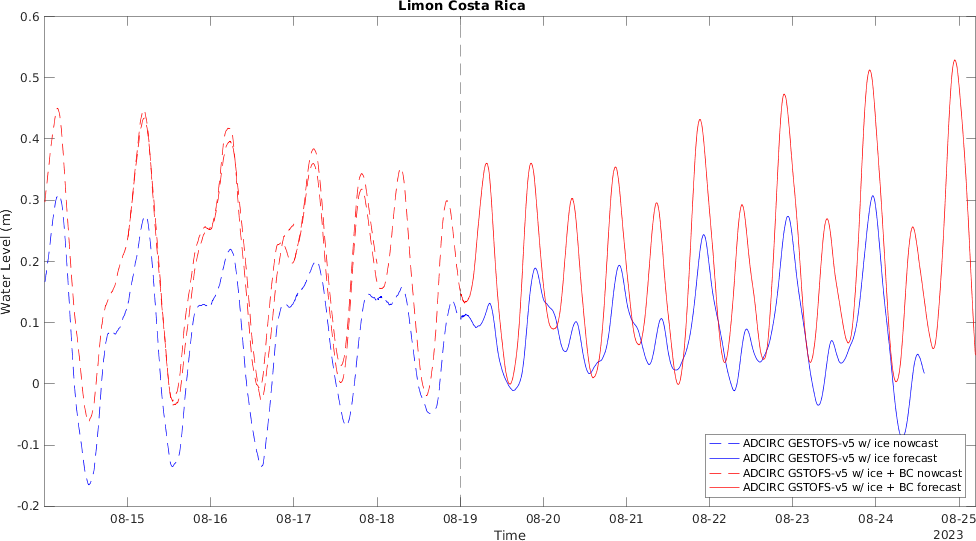 Limon Costa Rica
0.6
0.5
0.4
0.3
0.2
0.1
0
-0.1
-0.2
Water Level (m)
ADCIRC GESTOFS-v5 w/ ice nowcast
ADCIRC GESTOFS-v5 w/ ice forecast
ADCIRC GSTOFS-v5 w/ ice + BC nowcast
ADCIRC GSTOFS-v5 w/ ice + BC forecast
08-15 08-16 08-17 08-18 08-19 08-20 08-21 08-22 08-23 08-24 08-25
Time
2023